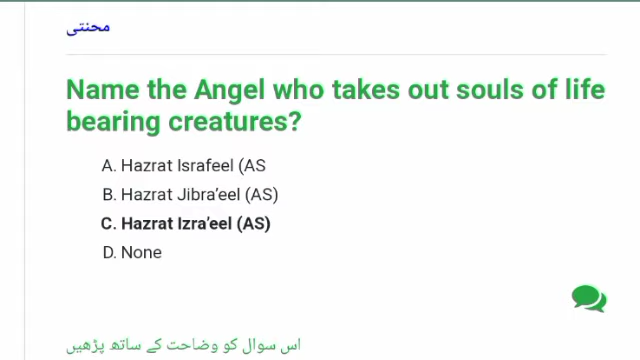 محنتی
Name the Angel who takes out souls of life
bearing creatures?
A. Hazrat Israfeel (AS
B. Hazrat Jibra’eel (AS)
C. Hazrat Izra’eel (AS)
D. None
اس سوال کو وضاحت کے ساتھ پڑھیں